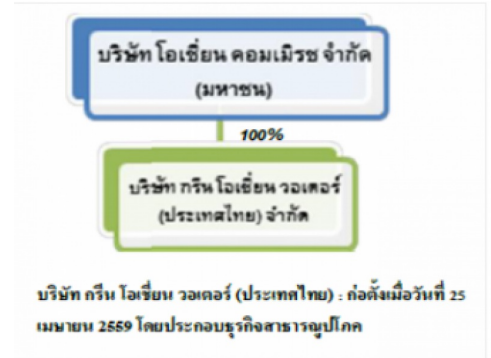 บริษัท โอเชี่ยน คอมเมิรช จำกัด
(มหาชน)
100%
บริษัท กรีน โอเชี่ยน วอเตอร์
(ประเทศไทย) จำกัด
บริษัท กรีน โอเชี่ยน วอเตอร์ (ประเทศไทย) : ก่อตั้งเมื่อวันที่ 25
เมษายน 2559 โดยประกอบธุรกิจสาธารณูปโภค